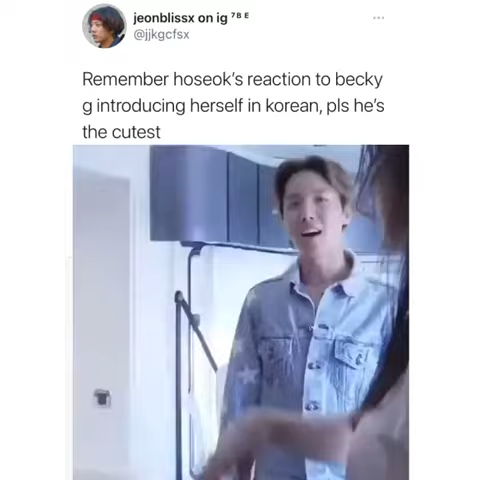 jeonblissx on ig ⁷ᴮ ᴱ
@jjkgcfsx
Remember hoseok's reaction to becky
g introducing herself in korean, pls he's
the cutest